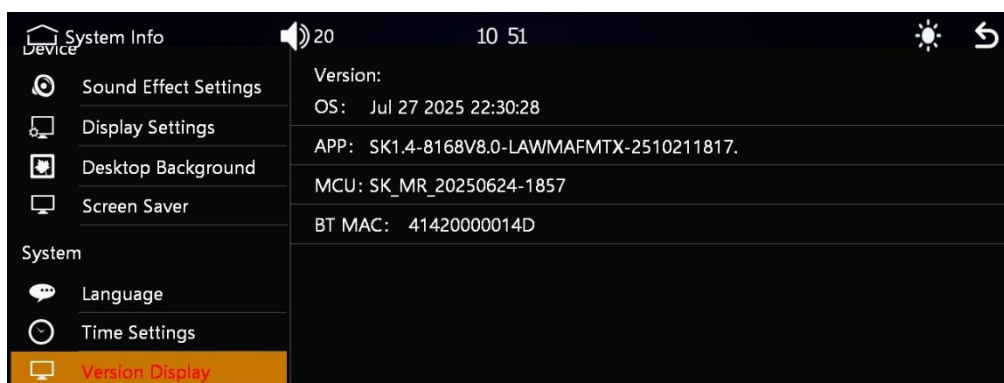 System Info
20
10 51
Device
Sound Effect Settings
Display Settings
Desktop Background
Screen Saver
System
Language
Time Settings
Version Display
Version:
OS: Jul 27 2025 22:30:28
APP: SK1.4-8168V8.0-LAWMAFMTX-2510211817.
MCU: SK_MR_20250624-1857
BT MAC: 41420000014D